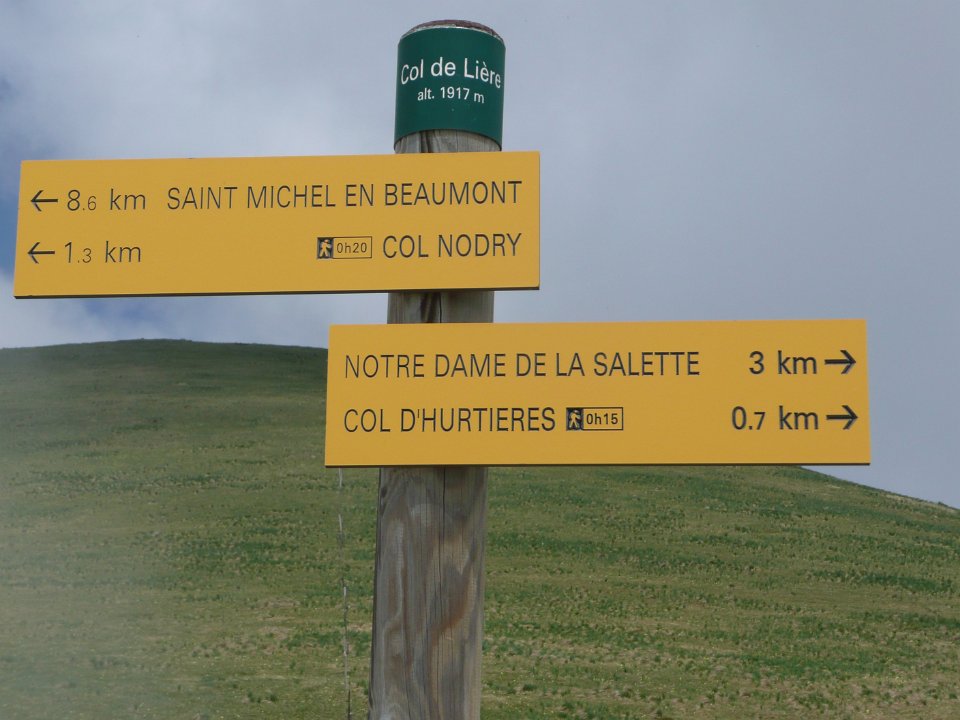 Col de Lière
alt. 1917 m
← 8.6 km SAINT MICHEL EN BEAUMONT
← 1.3 km 0h20 COL NODRY
NOTRE DAME DE LA SALETTE 3 km →
COL D'HURTIERES 0h15 0.7 km →